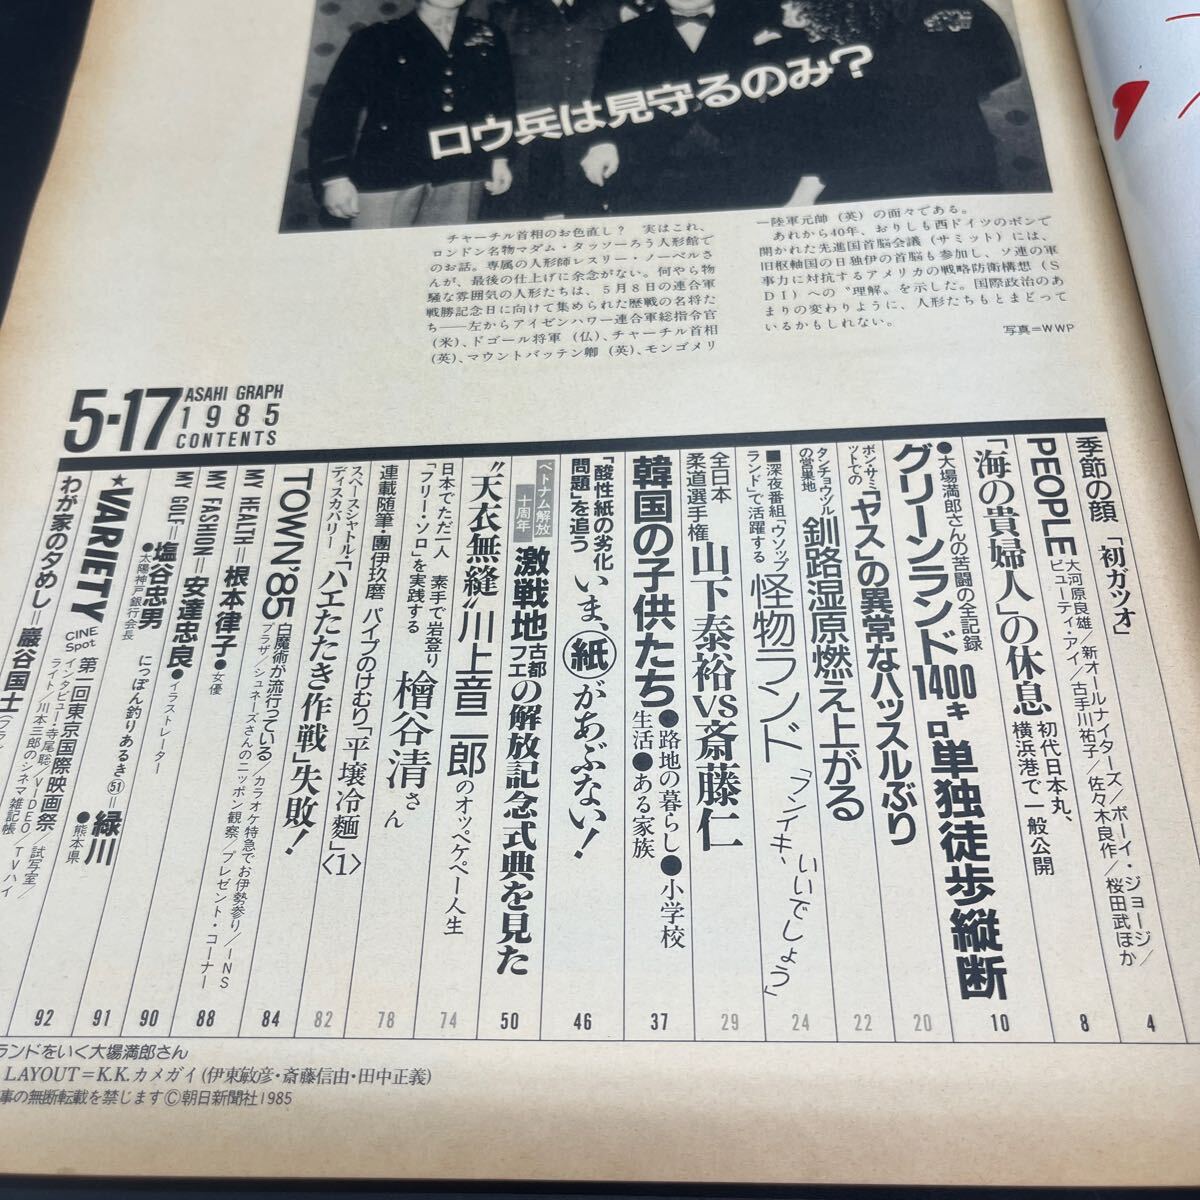 ロウ兵は見守るのみ?
チャーチル首相のお色直し? 実はこれ、
ロンドン名物マダム・タッソーろう人形館で
のお話。専属の人形師レスリー・ノーベルさ
んが、最後の仕上げに余念がない。何やら物
騒な雰囲気の人形たちは、5月8日の連合軍
戦勝記念日に向けて集められた歴戦の名将た
ち——左からアイゼンハワー連合軍総指令官
(米)、ドゴール将軍(仏)、チャーチル首相
(英)、マウントバッテン卿(英)、モンゴメリ
ー陸軍元帥(英)の面々である。
あれから40年、おりしも西ドイツのボンで
開かれた先進国首脳会議(サミット)には、
旧枢軸国の日独伊の首脳も参加し、ソ連の軍
事力に対抗するアメリカの戦略防衛構想(S
DI)への〝理解〟を示した。国際政治のあ
まりの変わりように、人形たちもとまどって
いるかもしれない。
写真=WWP
5・17
ASAHI GRAPH
1985
CONTENTS
季節の顔「初ガツオ」
4
PEOPLE
大河原良雄/新オールナイターズ/ボーイ・ジョージ/
ビューティ・アイ/古手川祐子/佐々木良作/桜田武ほか
8
「海の貴婦人」の休息
初代日本丸、
横浜港で一般公開
10
●大場満郎さんの苦闘の全記録
グリーンランド1400キロ単独徒歩縦断
20
ボンサミ
ットでの
「ヤス」の異常なハッスルぶり
22
タンチョウヅル
の営巣地
釧路湿原燃え上がる
24
■深夜番組「ウソップ
ランド」で活躍する
怪物ランド
29
全日本
柔道選手権
山下泰裕VS斎藤仁
37
韓国の子供たち
●路地の暮らし●小学校
生活●ある家族
46
「酸性紙の劣化
問題」を追う
いま、紙があぶない!
50
ベトナム解放
十周年
激戦地古都フエの解放記念式典を見た
74
〝天衣無縫〟川上音二郎のオッペケペー人生
78
日本でただ一人 素手で岩登り
「フリー・ソロ」を実践する
檜谷清さん
82
連載随筆・團伊玖磨 パイプのけむり「平壌冷麺」〈1〉
84
スペースシャトル・
ディスカバリー
「ハエたたき作戦」失敗!
88
TOWN'85
白魔術が流行っている/カラオケ特急でお伊勢参り/INS
プラザ/シュネーズさんのニッポン観察/プレゼント・コーナー
90
MY HEALTH=根本律子●女優
MY FASHION=安達忠良●イラストレーター
MY GOLF=塩谷忠男
●太陽神戸銀行会長
91
にっぽん釣りあるき51=緑川
●熊本県
92
★VARIETY
CINE
Spot
第一回東京国際映画祭
インタビュー・寺尾聡/VIDEO/試写室/
ライト/川本三郎のシネマ雑記帳/TVハイ
わが家の夕めし=巖谷国士
ランドをいく大場満郎さん
LAYOUT=K.K.カメガイ(伊東敏彦・斎藤信由・田中正義)
事の無断転載を禁じますⒸ朝日新聞社1985